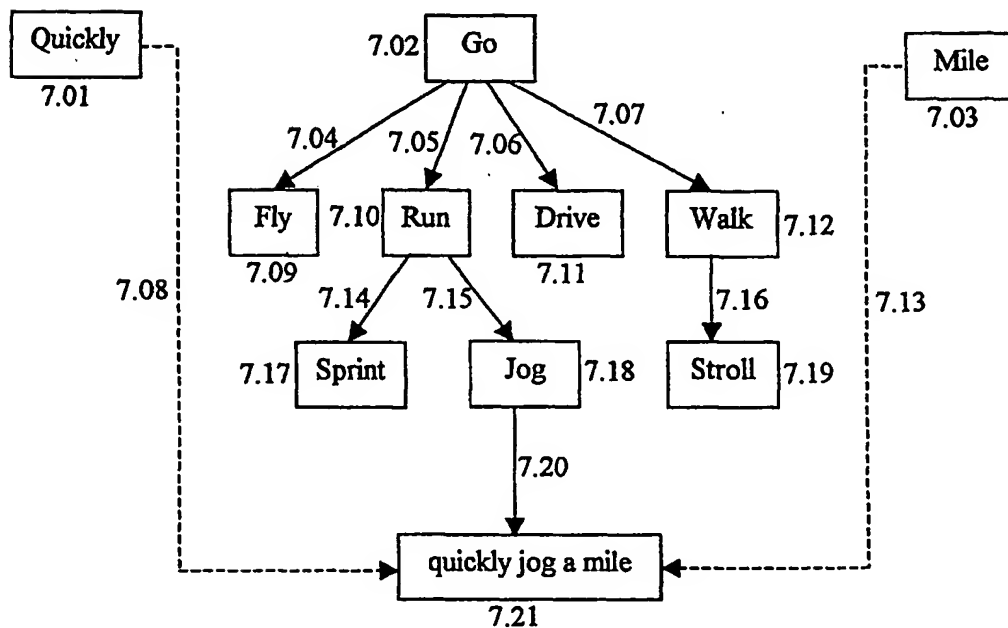 Quickly
7.01
7.02
Go
Mile
7.03
7.04
7.05
7.06
7.07
Fly
7.09
7.10
Run
Drive
7.11
Walk
7.12
7.08
7.14
7.15
7.16
7.13
7.17
Sprint
Jog
7.18
Stroll
7.19
7.20
quickly jog a mile
7.21